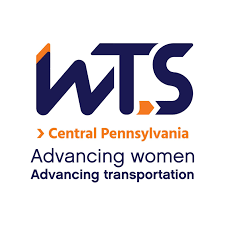 WTS
Central Pennsylvania
Advancing women
Advancing transportation